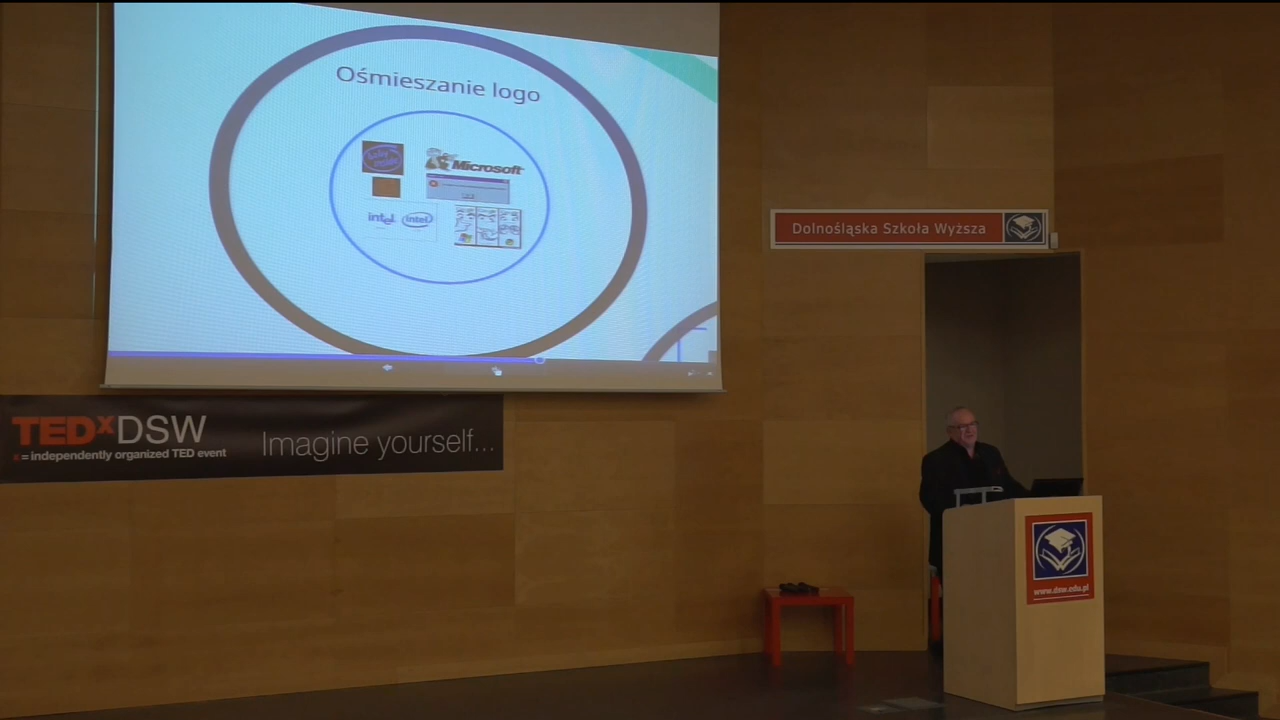 Ośmieszanie logo
Microsoft
intel
intel
Dolnośląska Szkoła Wyższa
TEDxDSW
x = independently organized TED event
Imagine yourself...
www.dsw.edu.pl